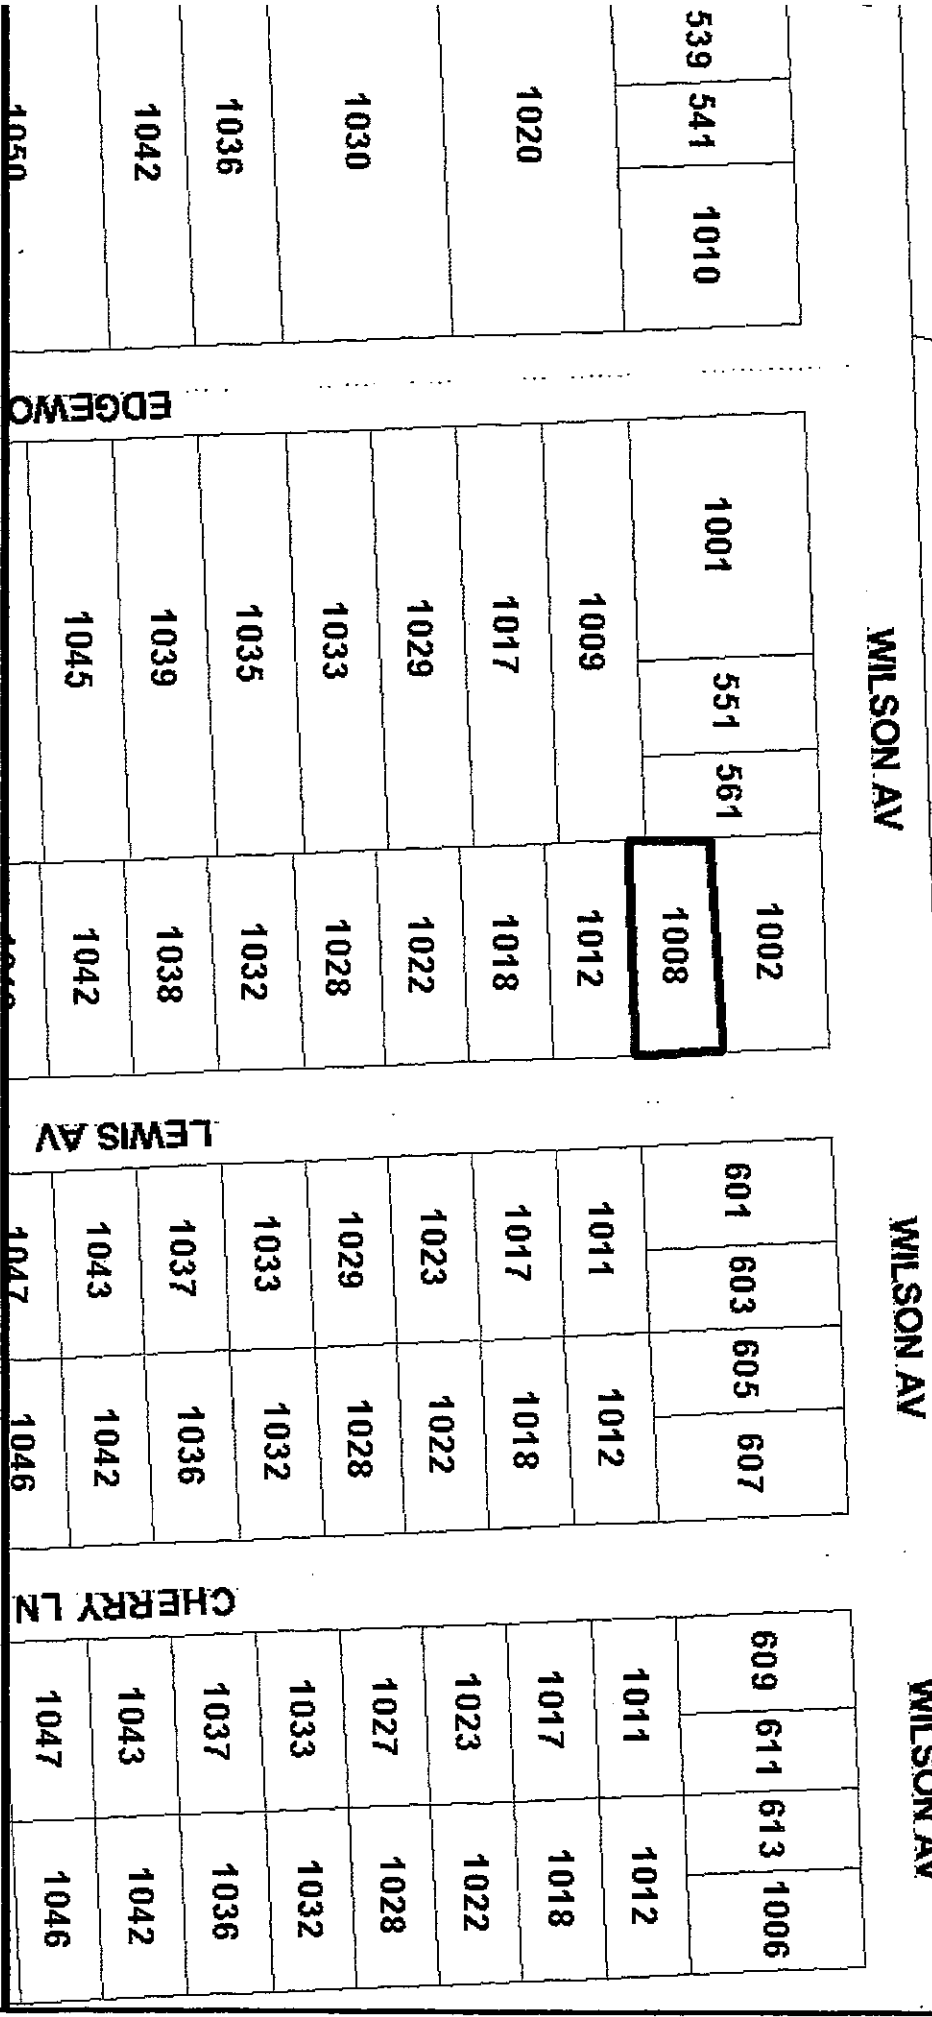 WILSON AV
WILSON AV
WILSON AV
539 541 1010
1001 551 561 1002
601 603 605 607
609 611 613 1006
1008
1020 1009 1012 1011 1012 1011 1012
1017 1018 1017 1018 1017 1018
1030 1029 1022 1023 1022 1023 1022
1033 1028 1029 1028 1027 1028
1036 1035 1032 1033 1032 1033 1032
1042 1039 1038 1037 1036 1037 1036
1045 1042 1043 1042 1043 1042
1050 1047 1046 1047 1046
EDGEWO
LEWIS AV
CHERRY LN